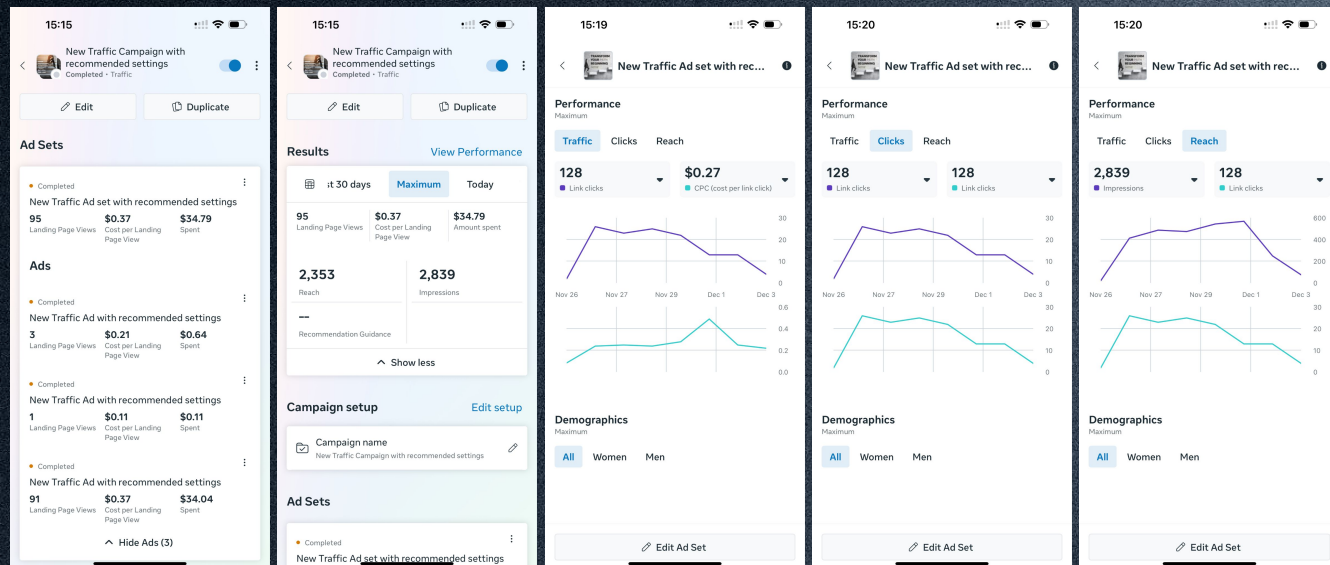 15:15
New Traffic Campaign with
recommended settings
Completed • Traffic
Edit
Duplicate
Ad Sets
Completed
New Traffic Ad set with recommended settings
95 $0.37 $34.79
Landing Page Views Cost per Landing Spent
Page View
Ads
Completed
New Traffic Ad with recommended settings
3 $0.21 $0.64
Landing Page Views Cost per Landing Spent
Page View
Completed
New Traffic Ad with recommended settings
1 $0.11 $0.11
Landing Page Views Cost per Landing Spent
Page View
Completed
New Traffic Ad with recommended settings
91 $0.37 $34.04
Landing Page Views Cost per Landing Spent
Page View
Hide Ads (3)
15:15
New Traffic Campaign with
recommended settings
Completed • Traffic
Edit
Duplicate
Results View Performance
:t 30 days Maximum Today
95 $0.37 $34.79
Landing Page Views Cost per Landing Amount spent
Page View
2,353 2,839
Reach Impressions
--
Recommendation Guidance
Show less
Campaign setup Edit setup
Campaign name
New Traffic Campaign with recommended settings
Ad Sets
Completed
New Traffic Ad set with recommended settings
15:19
New Traffic Ad set with rec...
Performance
Maximum
Traffic Clicks Reach
128 $0.27
Link clicks CPC (cost per link click)
30
20
10
0
Nov 26 Nov 27 Nov 29 Dec 1 Dec 3
0.6
0.4
0.2
0.0
Demographics
Maximum
All Women Men
Edit Ad Set
15:20
New Traffic Ad set with rec...
Performance
Maximum
Traffic Clicks Reach
128 128
Link clicks Link clicks
30
20
10
0
Nov 26 Nov 27 Nov 29 Dec 1 Dec 3
30
20
10
0
Demographics
Maximum
All Women Men
Edit Ad Set
15:20
New Traffic Ad set with rec...
Performance
Maximum
Traffic Clicks Reach
2,839 128
Impressions Link clicks
600
400
200
0
Nov 26 Nov 27 Nov 29 Dec 1 Dec 3
30
20
10
0
Demographics
Maximum
All Women Men
Edit Ad Set